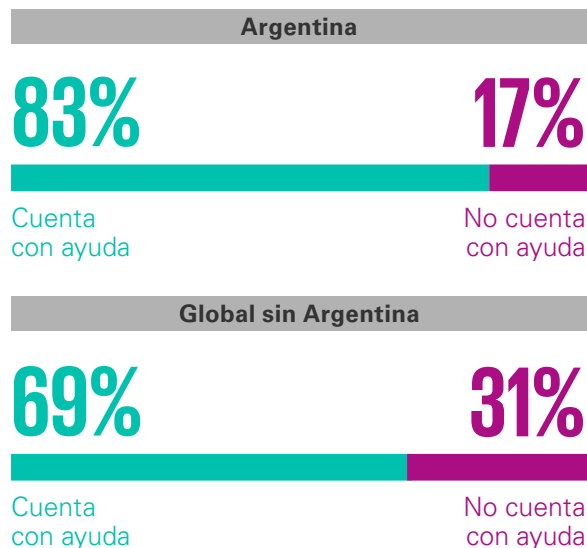 Argentina
83% 17%
Cuenta No cuenta
con ayuda con ayuda
Global sin Argentina
69% 31%
Cuenta No cuenta
con ayuda con ayuda